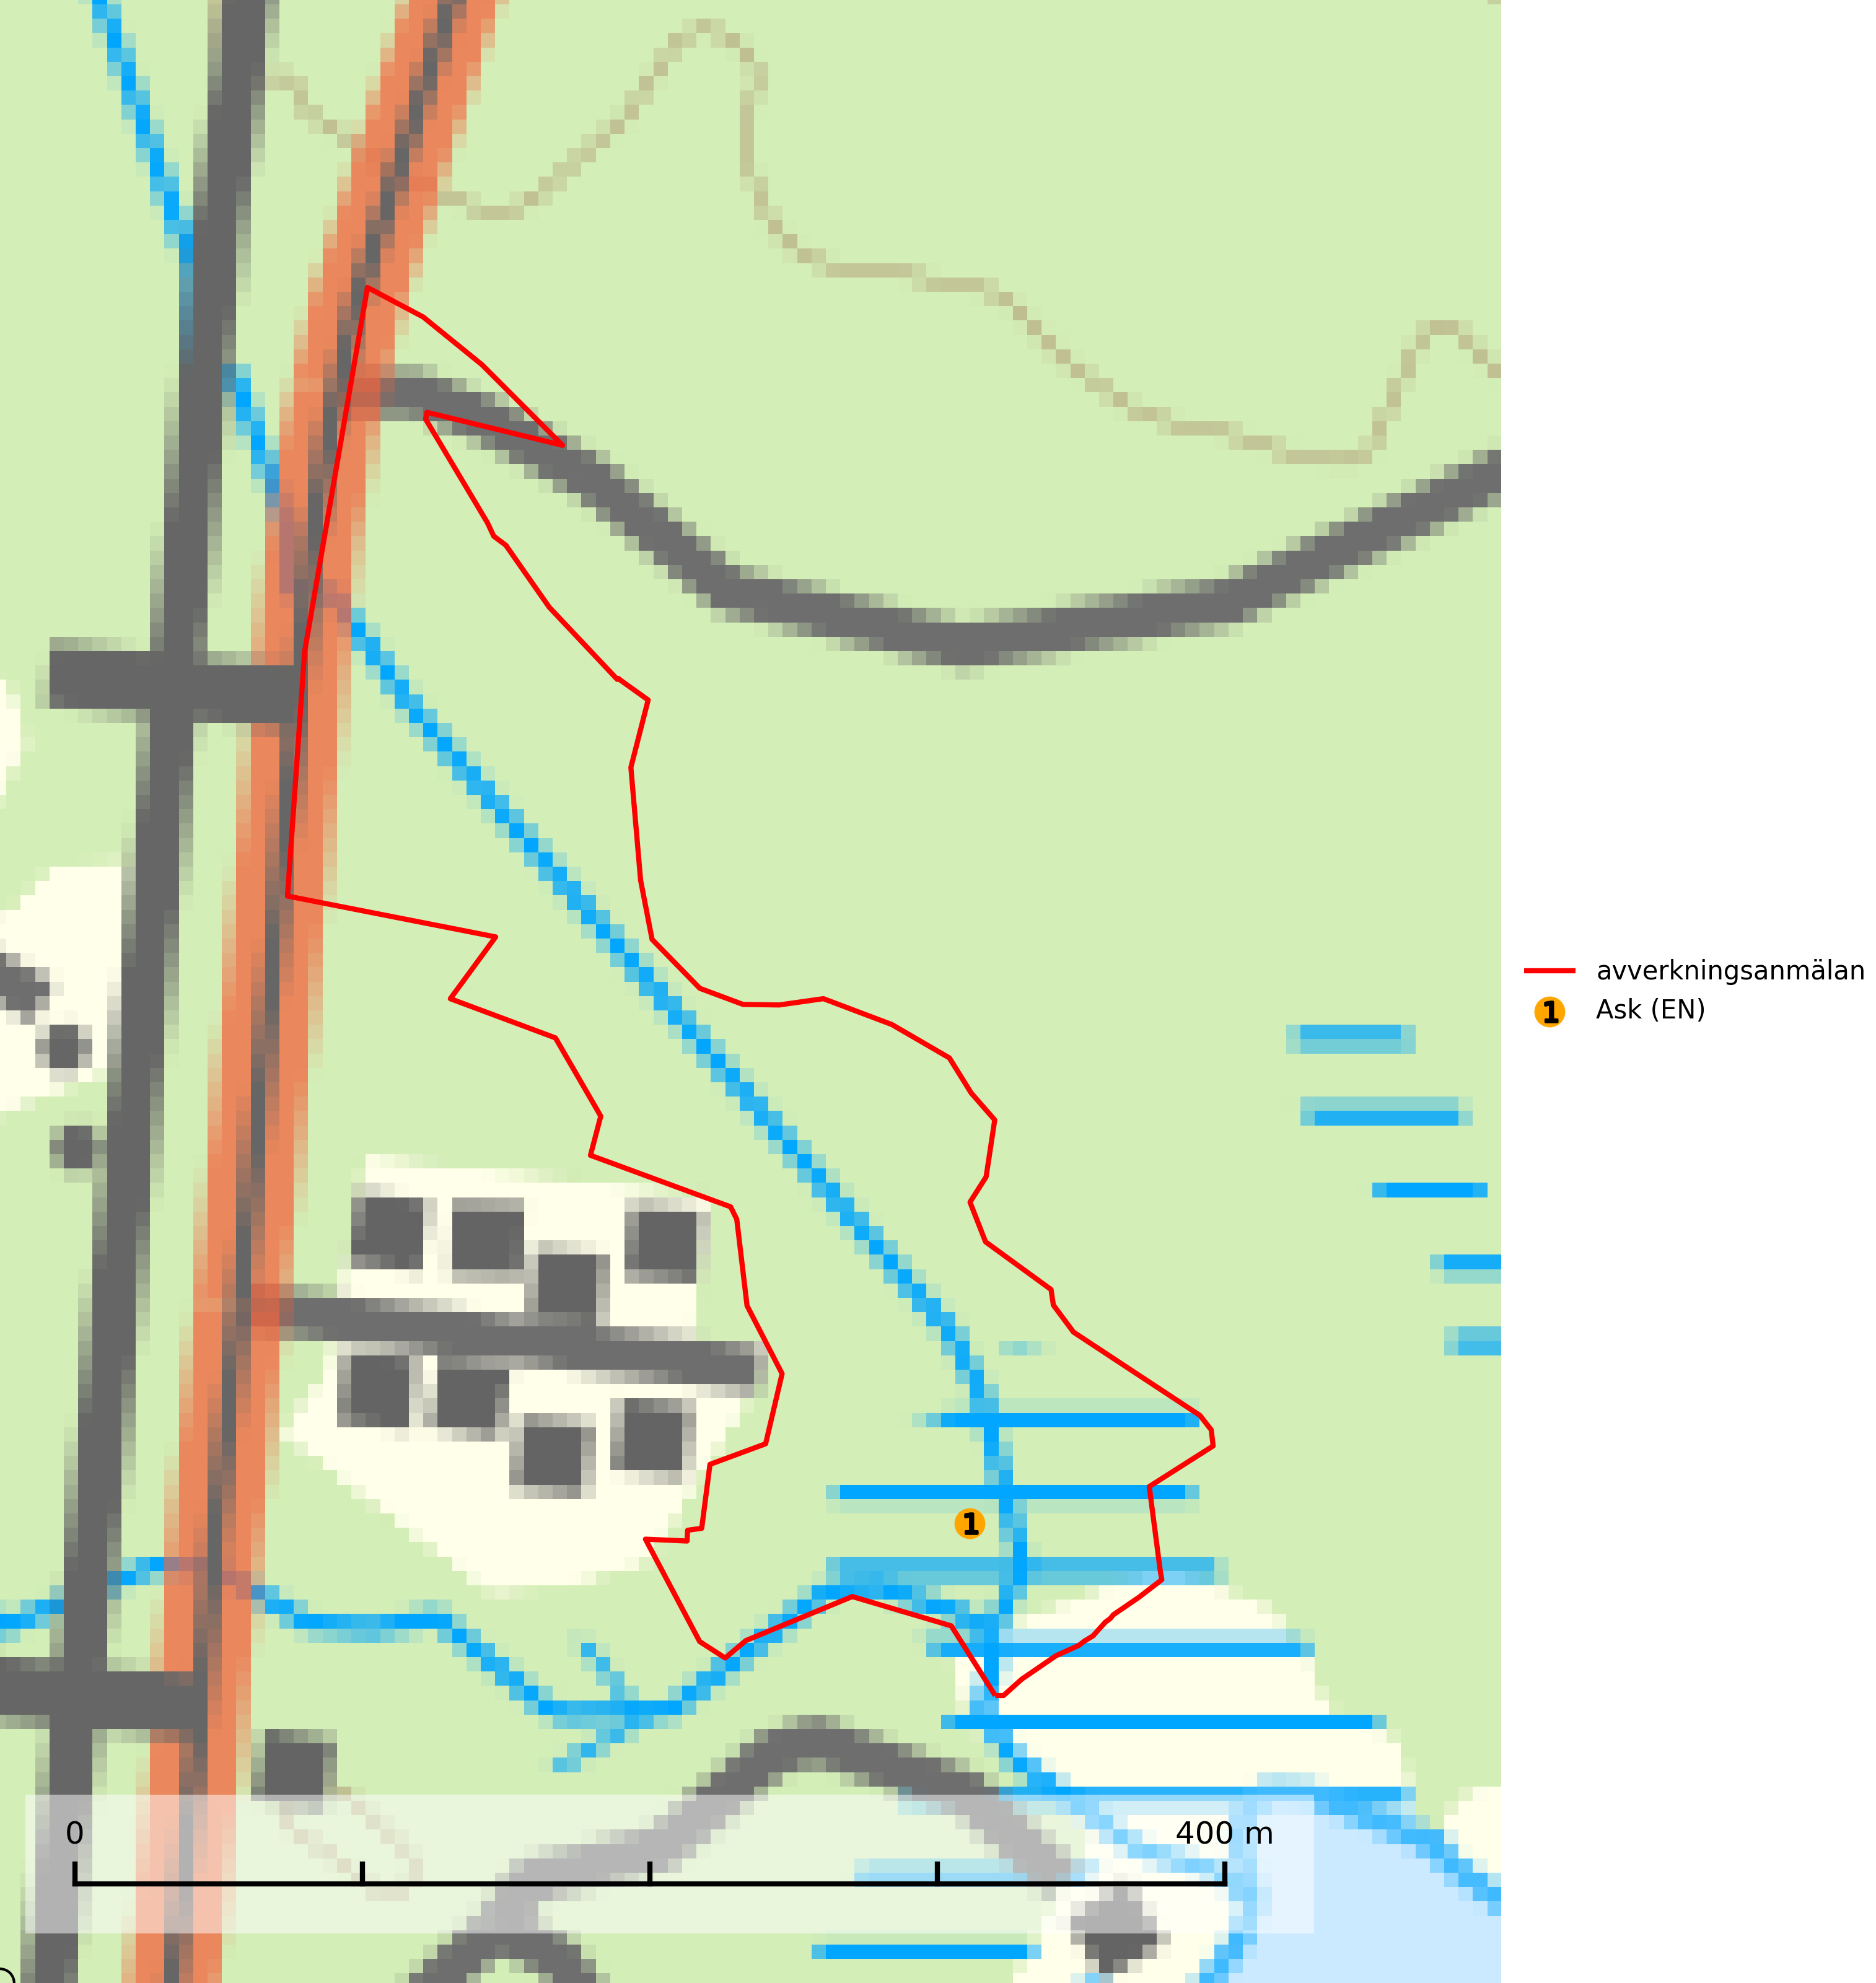 avverkningsanmälan
1 Ask (EN)
1
0 400 m